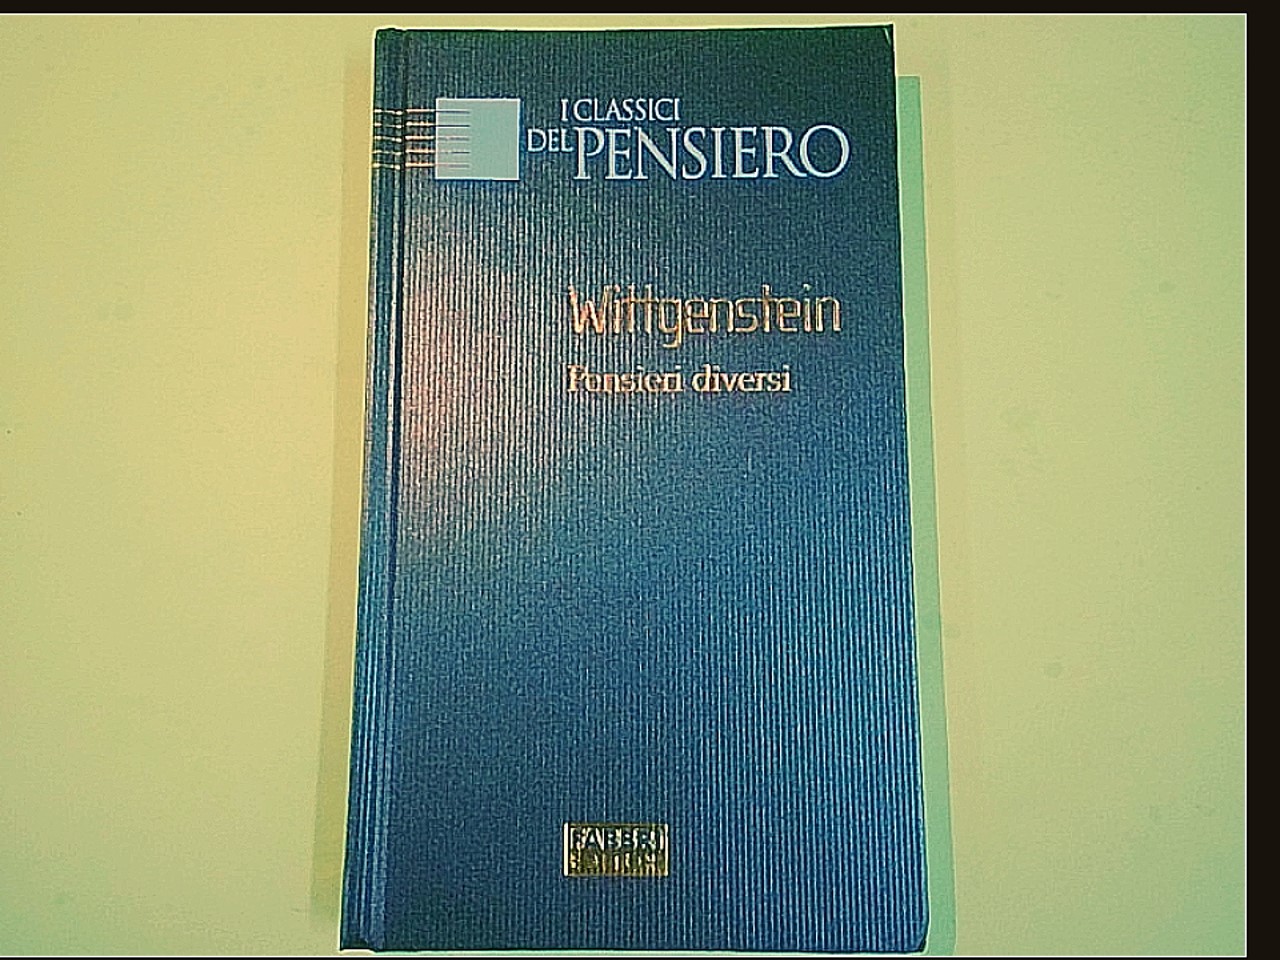 I CLASSICI
DEL PENSIERO
Wittgenstein
Pensieri diversi
FABBRI
EDITORI